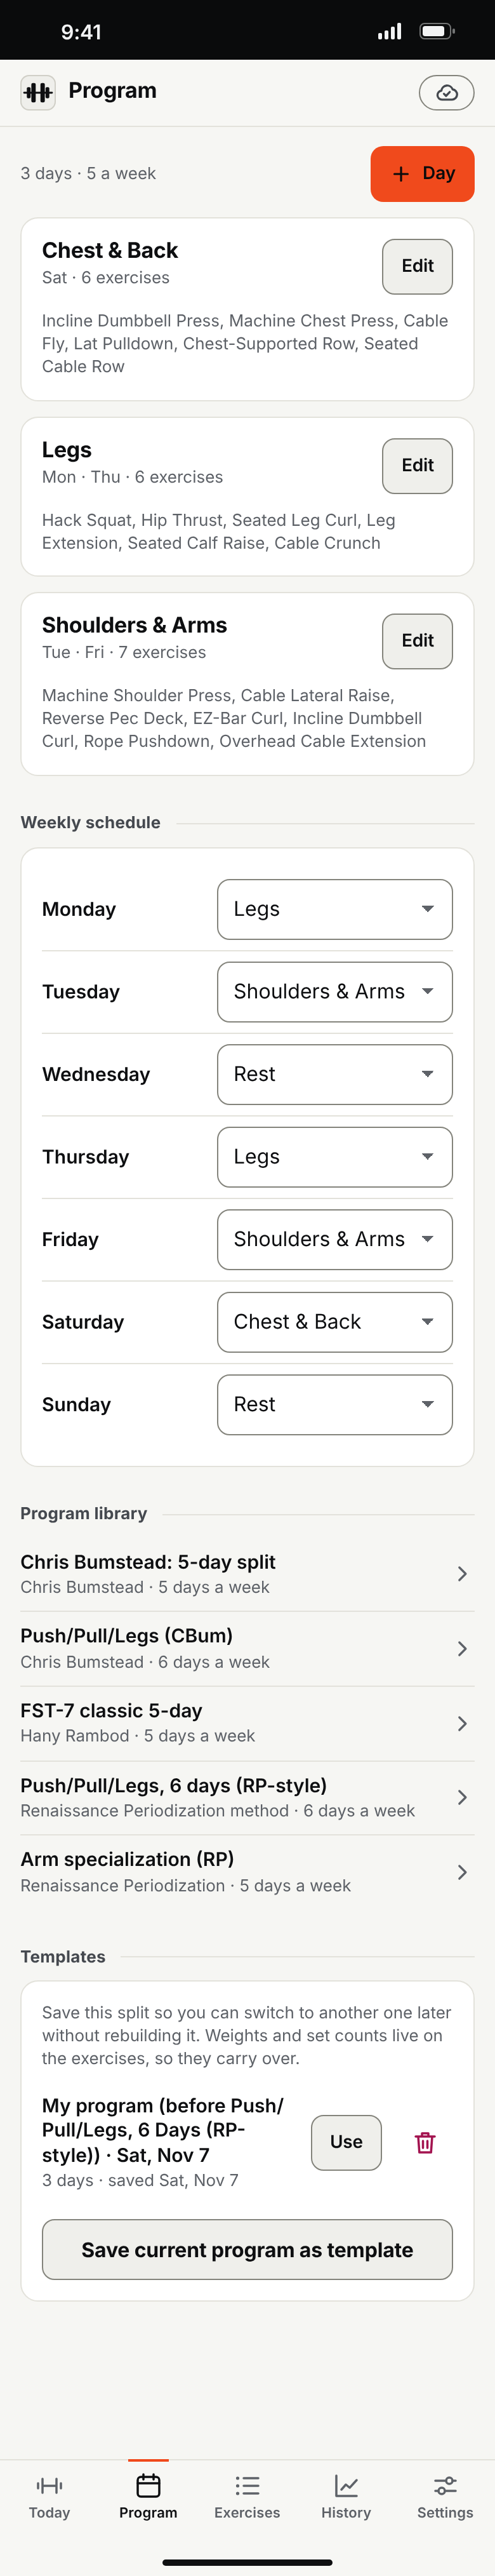 9:41
Program
3 days · 5 a week
+ Day
Chest & Back
Edit
Sat · 6 exercises
Incline Dumbbell Press, Machine Chest Press, Cable
Fly, Lat Pulldown, Chest-Supported Row, Seated
Cable Row
Legs
Edit
Mon · Thu · 6 exercises
Hack Squat, Hip Thrust, Seated Leg Curl, Leg
Extension, Seated Calf Raise, Cable Crunch
Shoulders & Arms
Edit
Tue · Fri · 7 exercises
Machine Shoulder Press, Cable Lateral Raise,
Reverse Pec Deck, EZ-Bar Curl, Incline Dumbbell
Curl, Rope Pushdown, Overhead Cable Extension
Weekly schedule
Monday Legs
Tuesday Shoulders & Arms
Wednesday Rest
Thursday Legs
Friday Shoulders & Arms
Saturday Chest & Back
Sunday Rest
Program library
Chris Bumstead: 5-day split
Chris Bumstead · 5 days a week
Push/Pull/Legs (CBum)
Chris Bumstead · 6 days a week
FST-7 classic 5-day
Hany Rambod · 5 days a week
Push/Pull/Legs, 6 days (RP-style)
Renaissance Periodization method · 6 days a week
Arm specialization (RP)
Renaissance Periodization · 5 days a week
Templates
Save this split so you can switch to another one later
without rebuilding it. Weights and set counts live on
the exercises, so they carry over.
My program (before Push/
Pull/Legs, 6 Days (RP-
style)) · Sat, Nov 7
3 days · saved Sat, Nov 7
Use
Save current program as template
Today Program Exercises History Settings